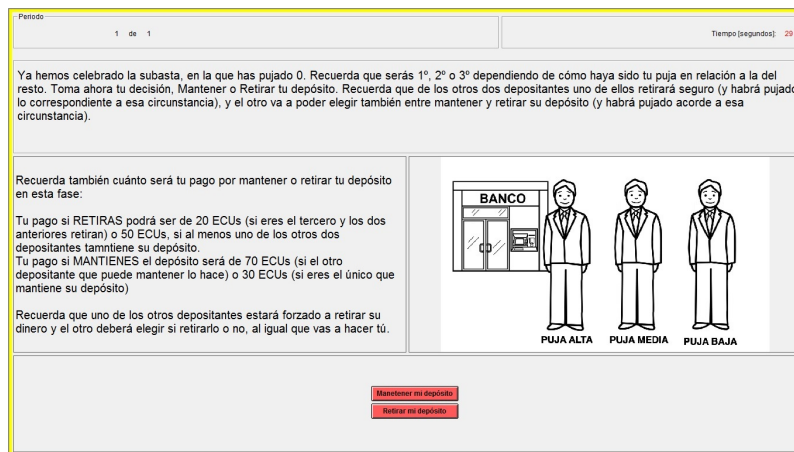 Periodo
1 de 1
Tiempo [segundos]: 29
Ya hemos celebrado la subasta, en la que has pujado 0. Recuerda que serás 1º, 2º o 3º dependiendo de cómo haya sido tu puja en relación a la del
resto. Toma ahora tu decisión, Mantener o Retirar tu depósito. Recuerda que de los otros dos depositantes uno de ellos retirará seguro (y habrá pujado
lo correspondiente a esa circunstancia), y el otro va a poder elegir también entre mantener y retirar su depósito (y habrá pujado acorde a esa
circunstancia).
Recuerda también cuánto será tu pago por mantener o retirar tu depósito
en esta fase:
Tu pago si RETIRAS podrá ser de 20 ECUs (si eres el tercero y los dos
anteriores retiran) o 50 ECUs, si al menos uno de los otros dos
depositantes tamntiene su depósito.
Tu pago si MANTIENES el depósito será de 70 ECUs (si el otro
depositante que puede mantener lo hace) o 30 ECUs (si eres el único que
mantiene su depósito)
Recuerda que uno de los otros depositantes estará forzado a retirar su
dinero y el otro deberá elegir si retirarlo o no, al igual que vas a hacer tú.
BANCO
PUJA ALTA PUJA MEDIA PUJA BAJA
Manetener mi depósito
Retirar mi depósito